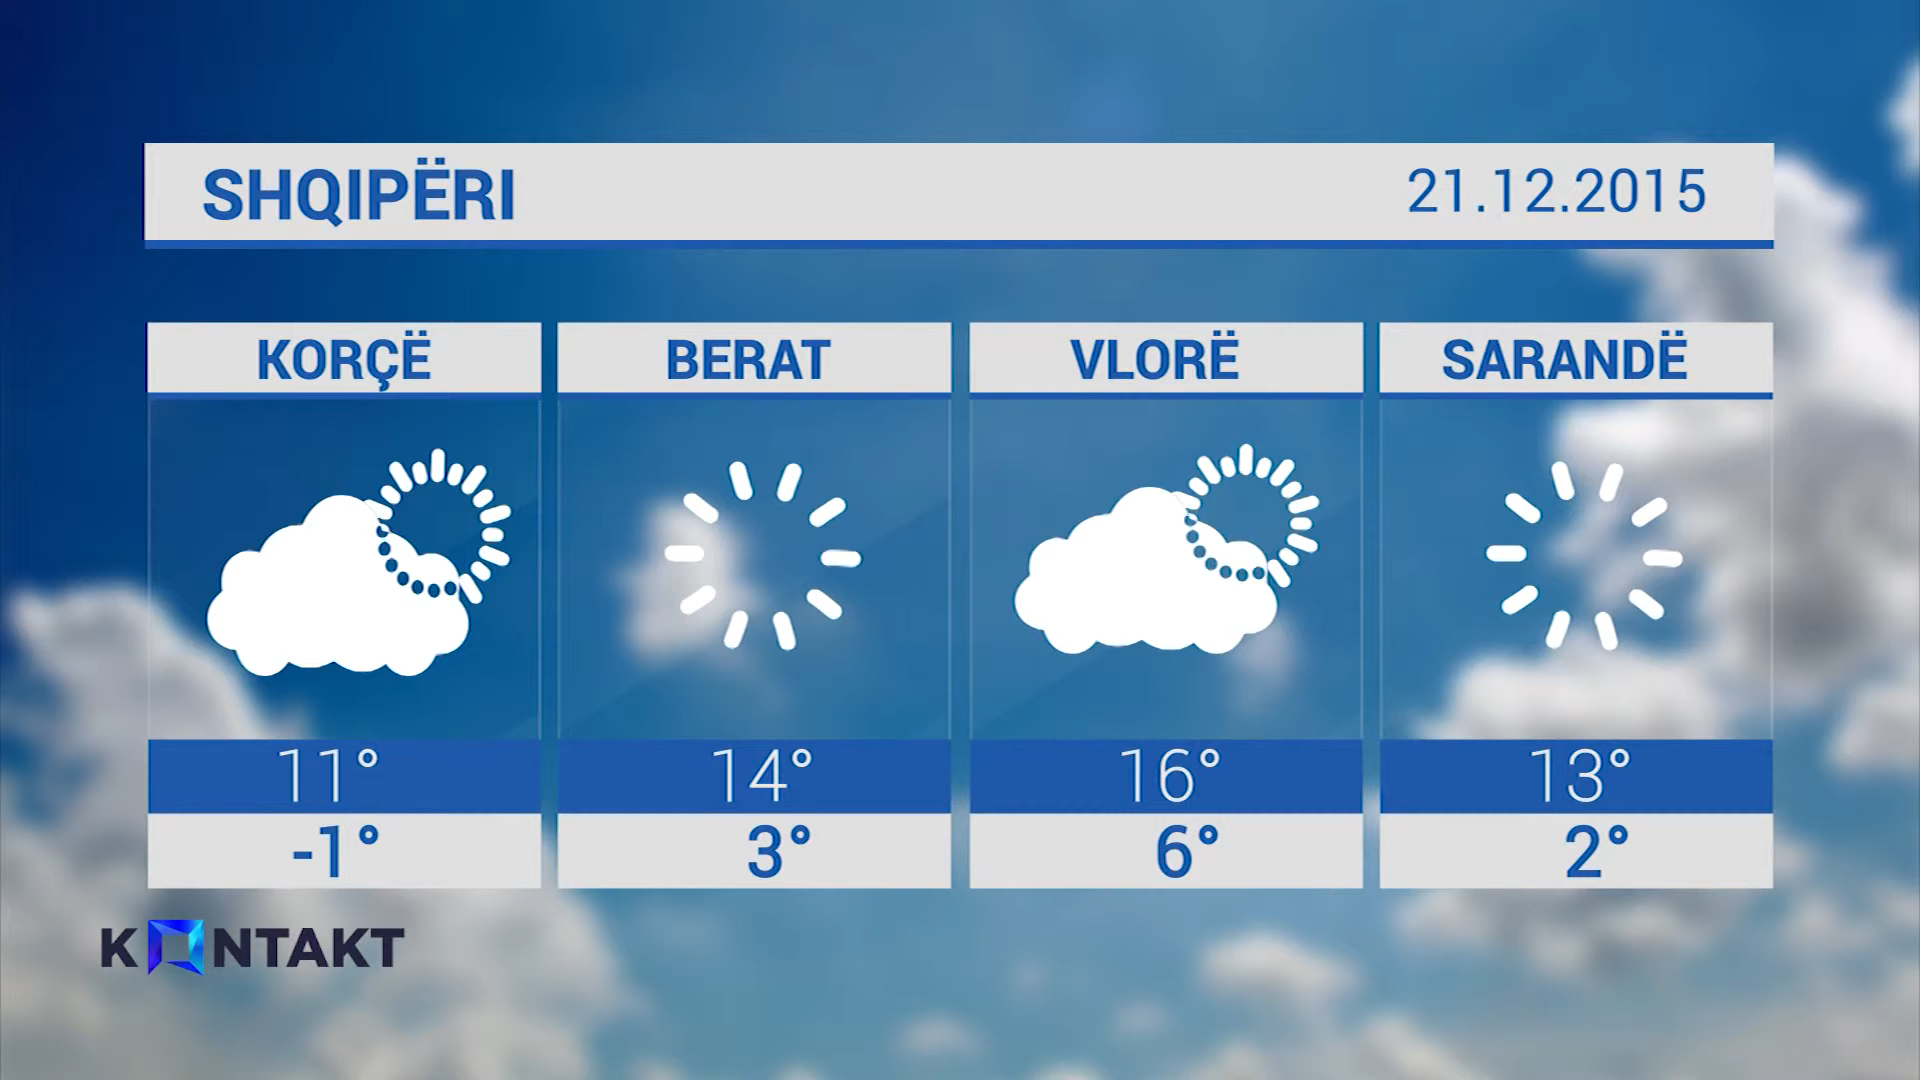 SHQIPËRI
21.12.2015
KORÇË
BERAT
VLORË
SARANDË
11°
14°
16°
13°
-1°
3°
6°
2°
KONTAKT